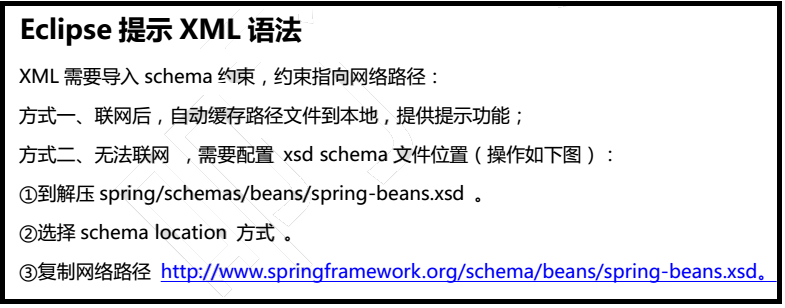 Eclipse 提示 XML 语法
XML 需要导入 schema 约束，约束指向网络路径：
方式一、联网后，自动缓存路径文件到本地，提供提示功能；
方式二、无法联网 ，需要配置 xsd schema 文件位置（操作如下图）：
①到解压 spring/schemas/beans/spring-beans.xsd 。
②选择 schema location 方式 。
③复制网络路径 http://www.springframework.org/schema/beans/spring-beans.xsd。